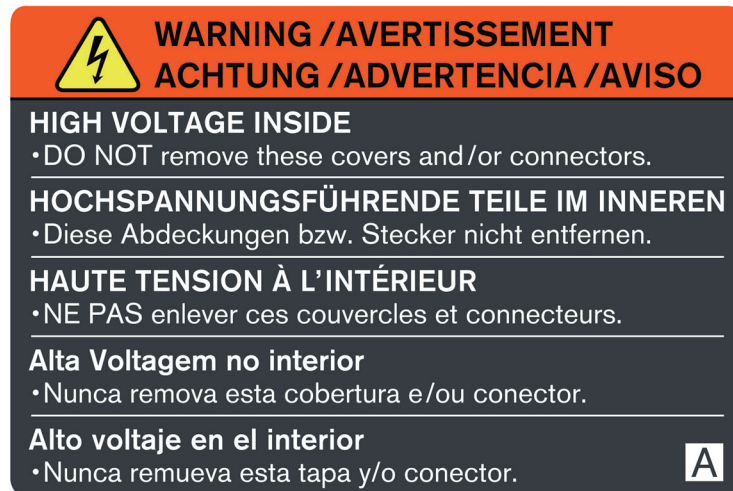 WARNING /AVERTISSEMENT
ACHTUNG /ADVERTENCIA /AVISO
HIGH VOLTAGE INSIDE
•DO NOT remove these covers and/or connectors.
HOCHSPANNUNGSFÜHRENDE TEILE IM INNEREN
•Diese Abdeckungen bzw. Stecker nicht entfernen.
HAUTE TENSION À L'INTÉRIEUR
•NE PAS enlever ces couvercles et connecteurs.
Alta Voltagem no interior
•Nunca remova esta cobertura e/ou conector.
Alto voltaje en el interior
•Nunca remueva esta tapa y/o conector.
A